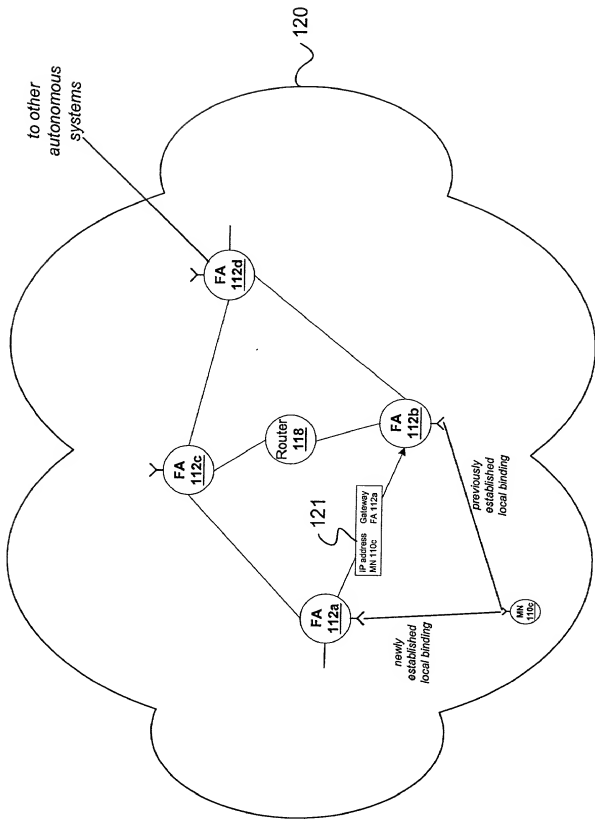 120
to other
autonomous
systems
FA
112d
FA
112c
Router
118
FA
112b
121
IP address Gateway
MN 110c FA 112a
FA
112a
previously
established
local binding
newly
established
local binding
MN
110c